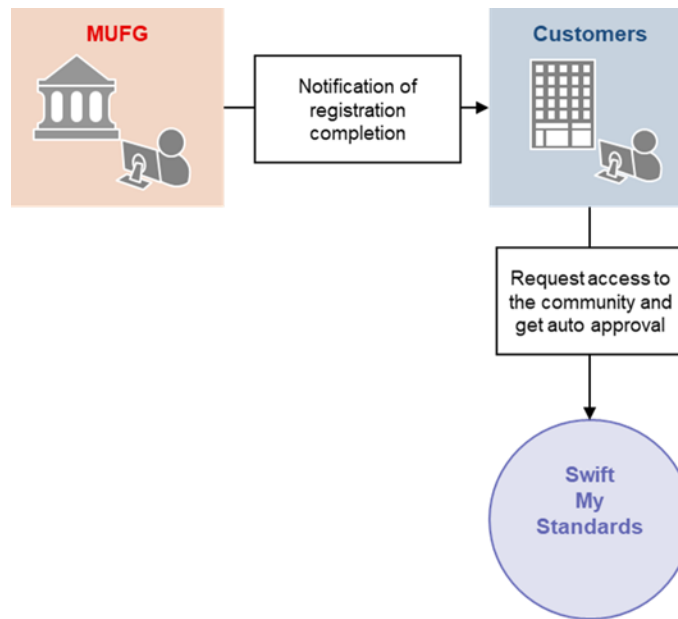 MUFG
Customers
Notification of
registration
completion
Request access to
the community and
get auto approval
Swift
My
Standards